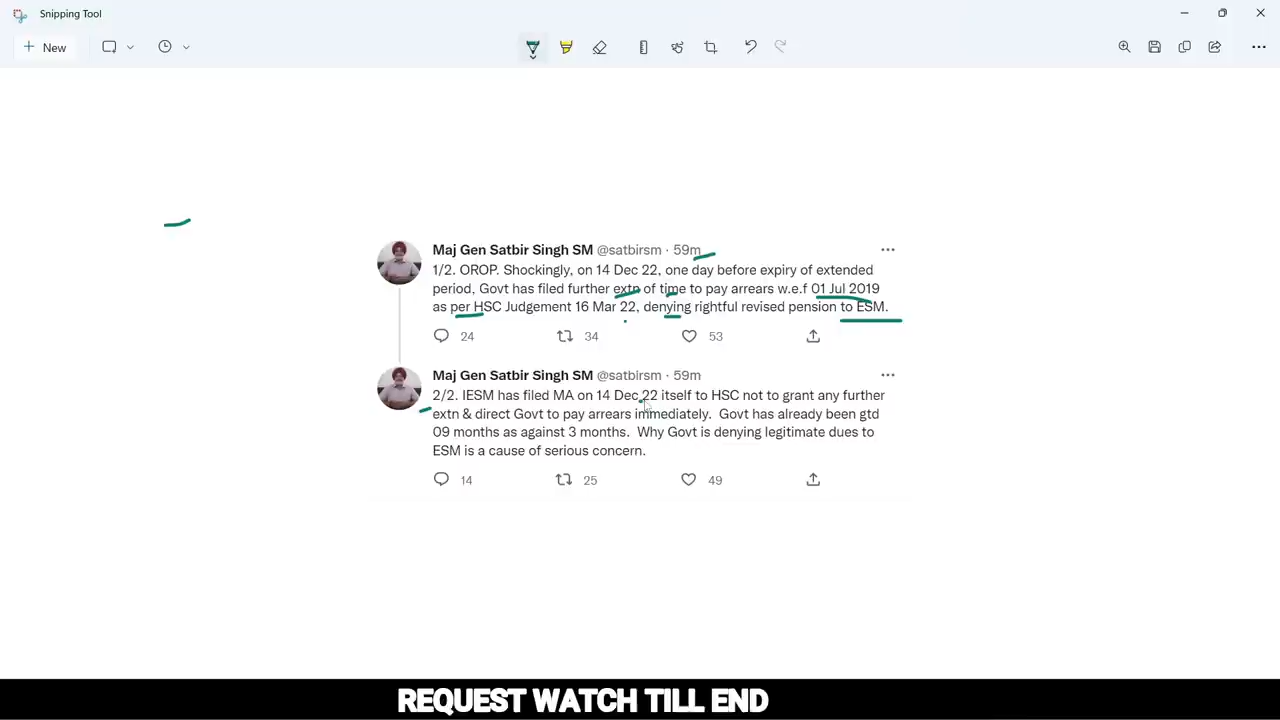 Snipping Tool
New
Maj Gen Satbir Singh SM @satbirsm · 59m
1/2. OROP. Shockingly, on 14 Dec 22, one day before expiry of extended
period, Govt has filed further extn of time to pay arrears w.e.f 01 Jul 2019
as per HSC Judgement 16 Mar 22, denying rightful revised pension to ESM.
24 34 53
Maj Gen Satbir Singh SM @satbirsm · 59m
2/2. IESM has filed MA on 14 Dec 22 itself to HSC not to grant any further
extn & direct Govt to pay arrears immediately. Govt has already been gtd
09 months as against 3 months. Why Govt is denying legitimate dues to
ESM is a cause of serious concern.
14 25 49
REQUEST WATCH TILL END